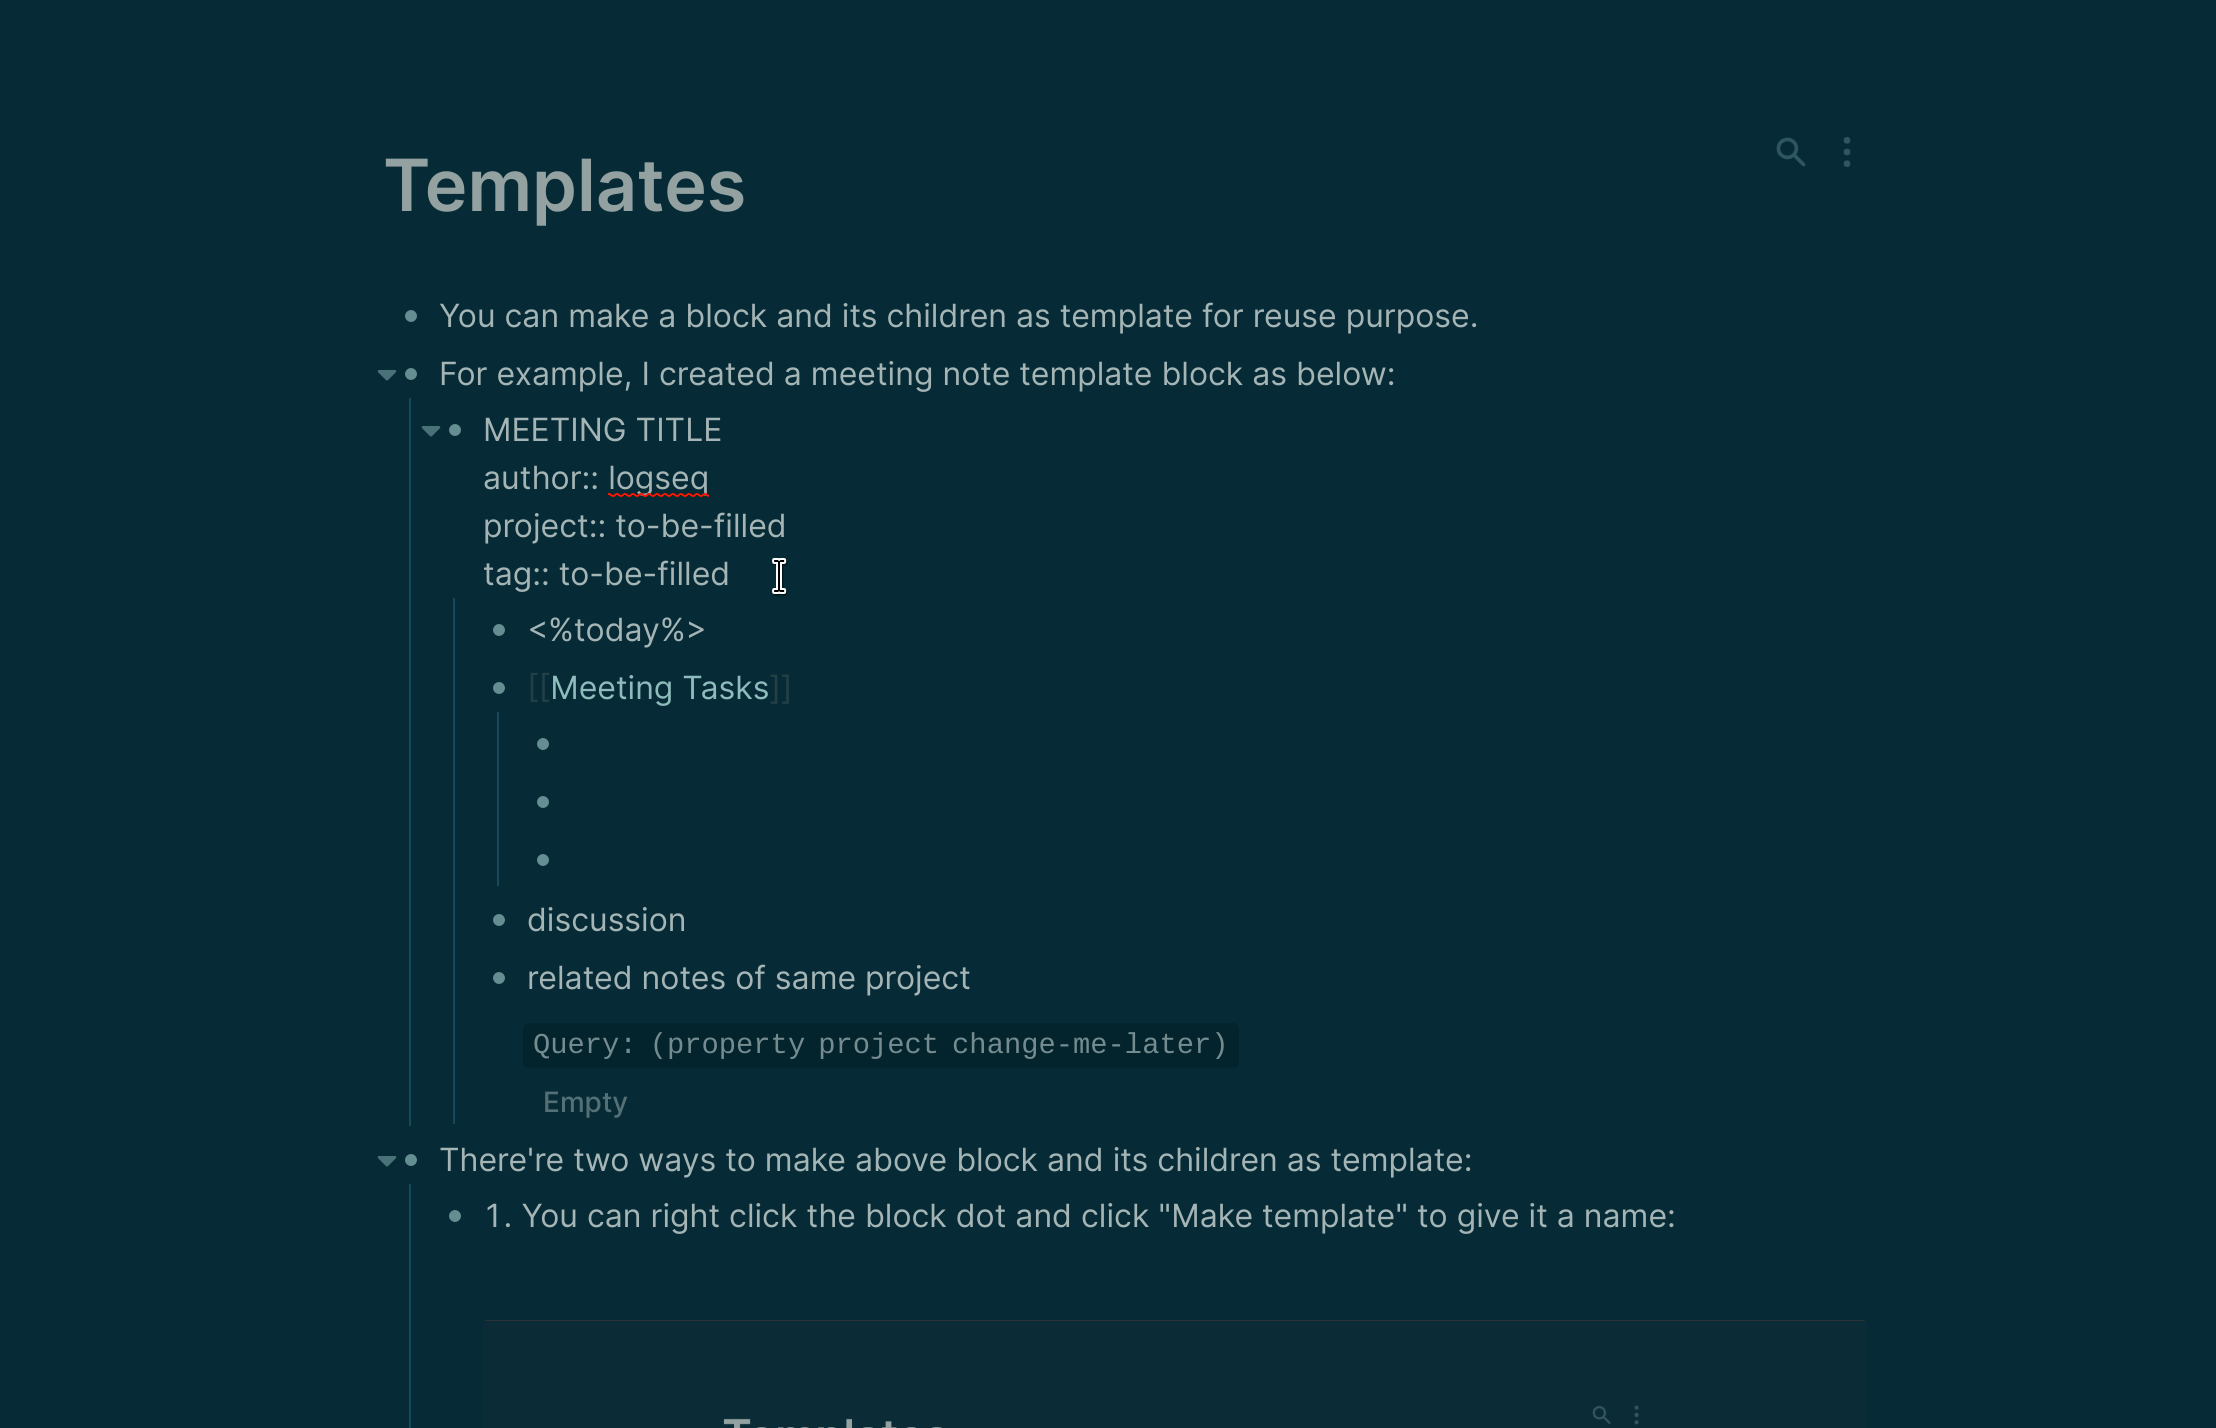 Templates
You can make a block and its children as template for reuse purpose.
For example, I created a meeting note template block as below:
MEETING TITLE
author:: logseq
project:: to-be-filled
tag:: to-be-filled
<%today%>
[[Meeting Tasks]]
discussion
related notes of same project
Query: (property project change-me-later)
Empty
There're two ways to make above block and its children as template:
1. You can right click the block dot and click "Make template" to give it a name:
Templates